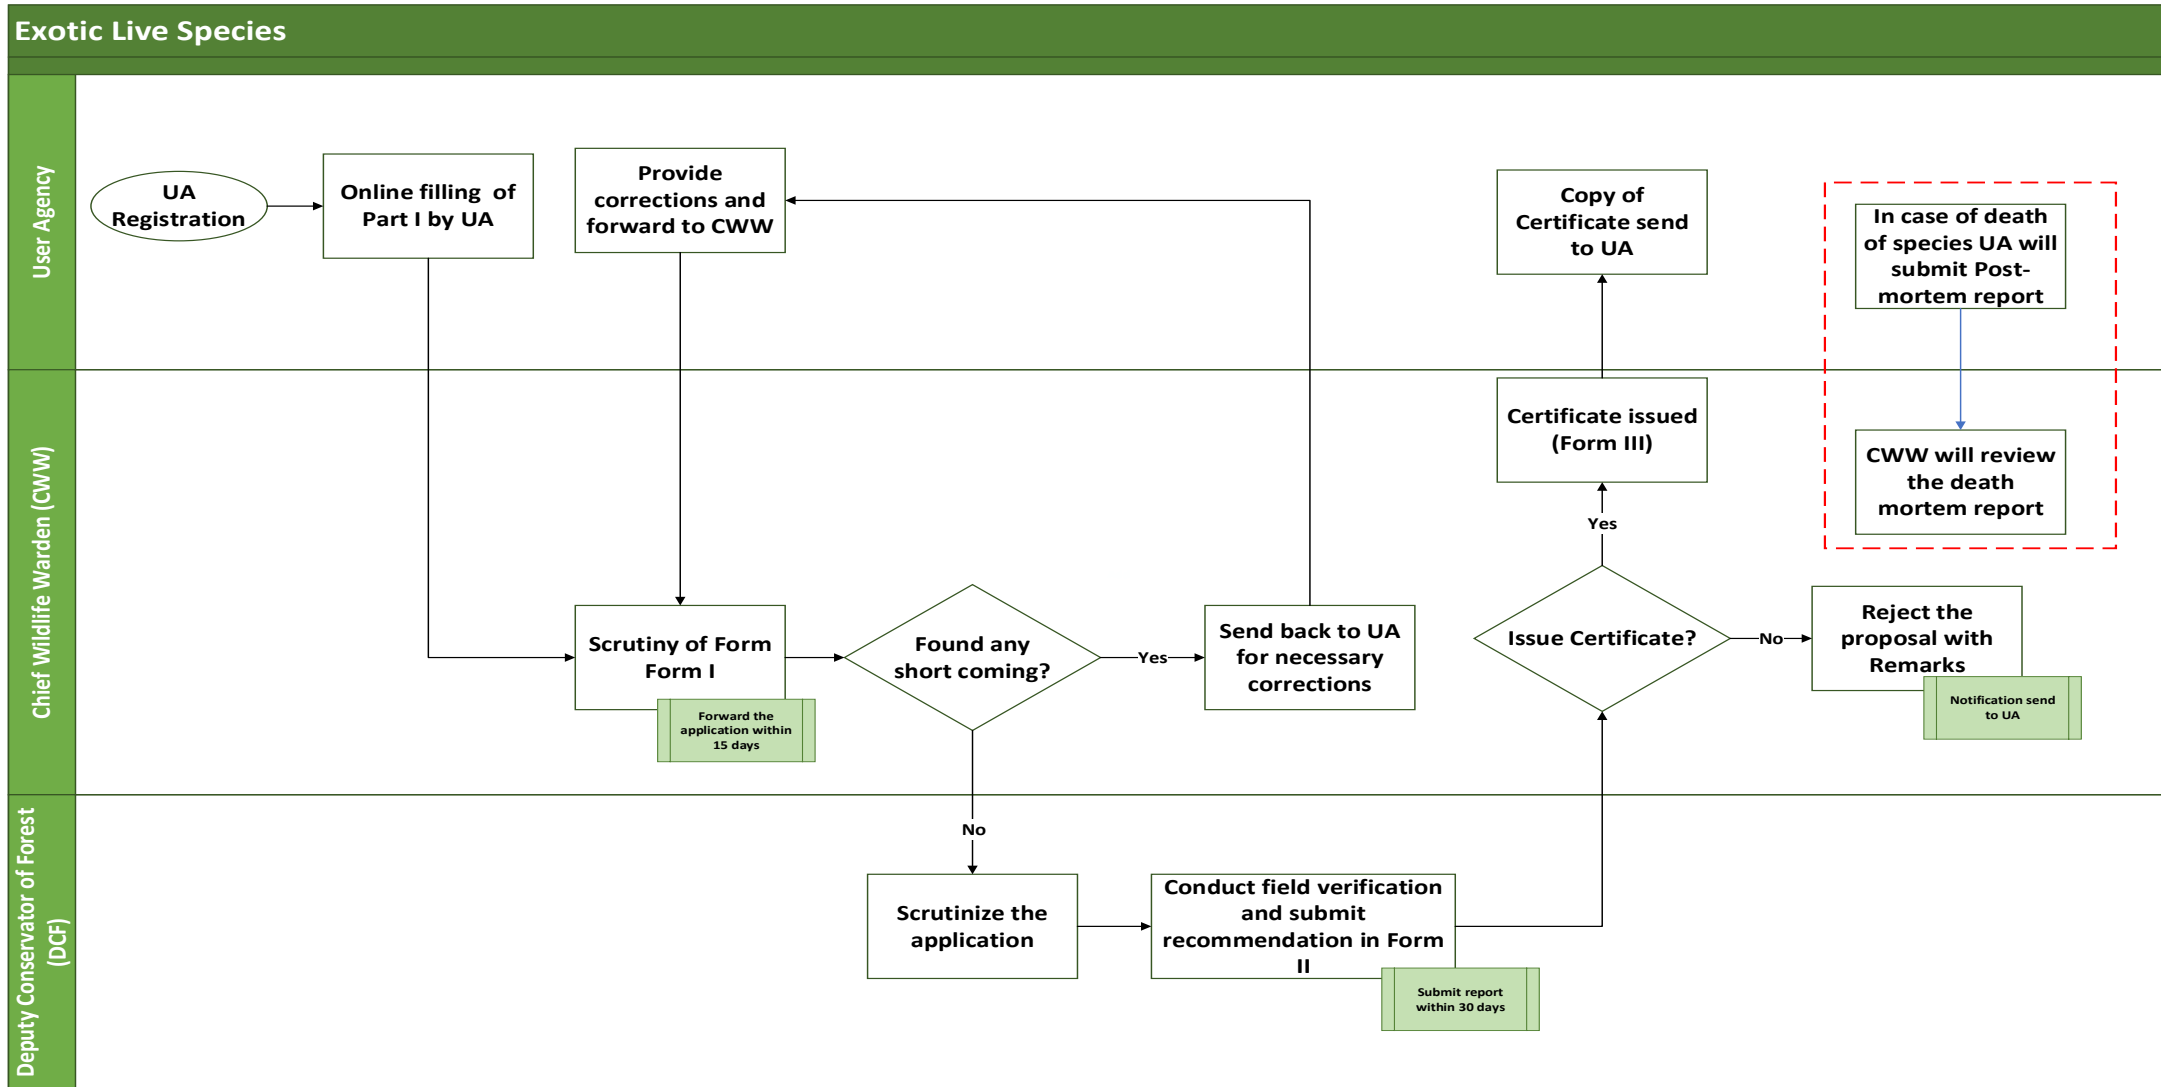 Exotic Live Species
User Agency
UA
Registration
Online filling of
Part I by UA
Provide
corrections and
forward to CWW
Copy of
Certificate send
to UA
In case of death
of species UA will
submit Post-
mortem report
Chief Wildlife Warden (CWW)
Scrutiny of Form
Form I
Forward the
application within
15 days
Found any
short coming?
Yes
Send back to UA
for necessary
corrections
Certificate issued
(Form III)
Yes
Issue Certificate?
No
Reject the
proposal with
Remarks
Notification send
to UA
CWW will review
the death
mortem report
Deputy Conservator of Forest
(DCF)
No
Scrutinize the
application
Conduct field verification
and submit
recommendation in Form
II
Submit report
within 30 days